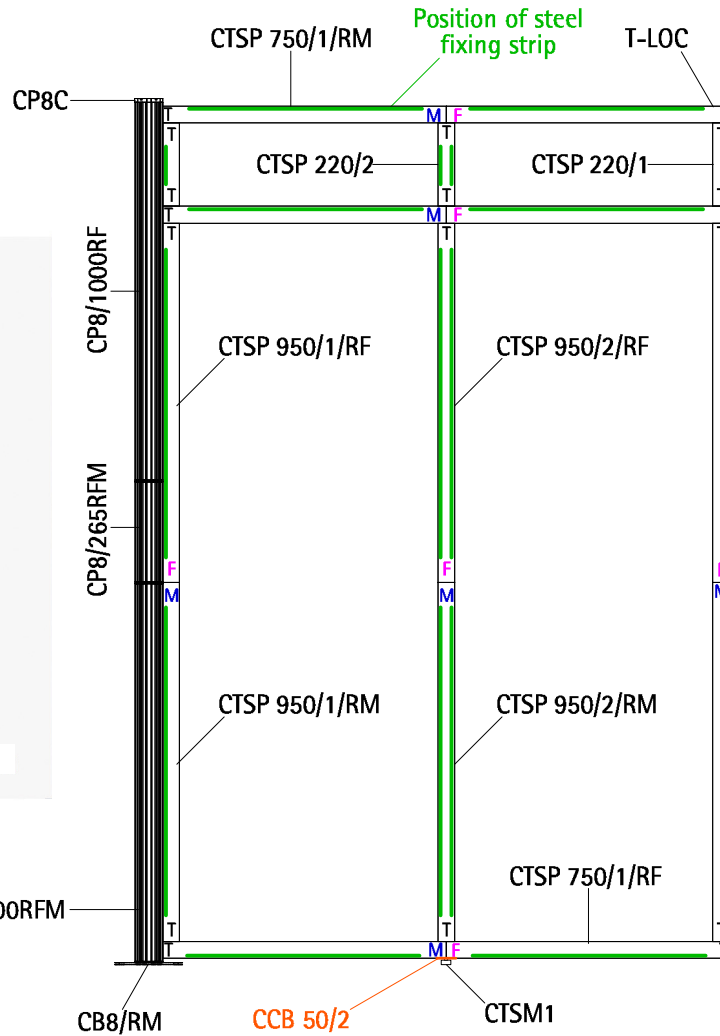 Position of steel
fixing strip
CTSP 750/1/RM
T-LOC
CP8C
T
M
F
T
T
CTSP 220/2
CTSP 220/1
T
T
T
M
F
T
T
CP8/1000RF
CTSP 950/1/RF
CTSP 950/2/RF
CP8/265RFM
F
F
M
M
CTSP 950/1/RM
CTSP 950/2/RM
CTSP 750/1/RF
00RFM
T
T
T
M
F
CB8/RM
CCB 50/2
CTSM1